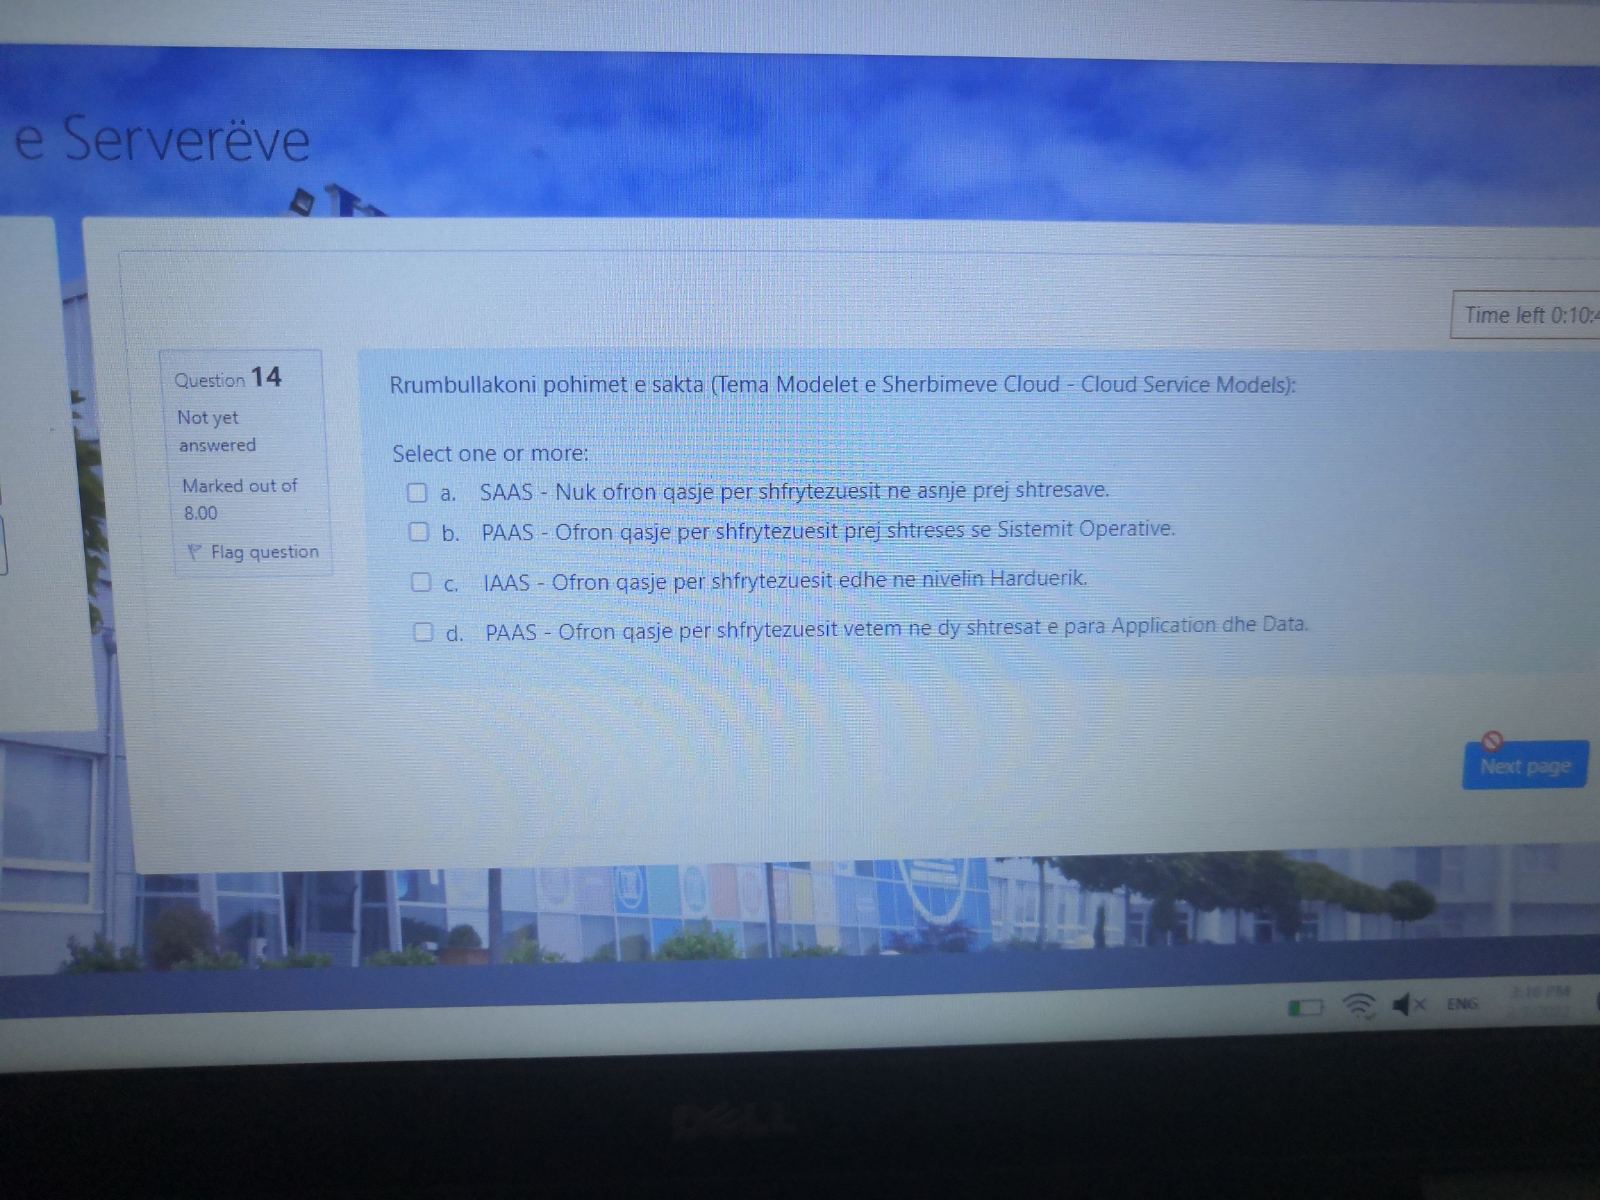 e Serverëve
Time left 0:10:4
Question 14
Not yet
answered
Marked out of
8.00
Flag question
Rrumbullakoni pohimet e sakta (Tema Modelet e Sherbimeve Cloud - Cloud Service Models):
Select one or more:
a. SAAS - Nuk ofron qasje per shfrytezuesit ne asnje prej shtresave.
b. PAAS - Ofron qasje per shfrytezuesit prej shtreses se Sistemit Operative.
c. IAAS - Ofron qasje per shfrytezuesit edhe ne nivelin Harduerik.
d. PAAS - Ofron qasje per shfrytezuesit vetem ne dy shtresat e para Application dhe Data.
Next page
ENG
DELL